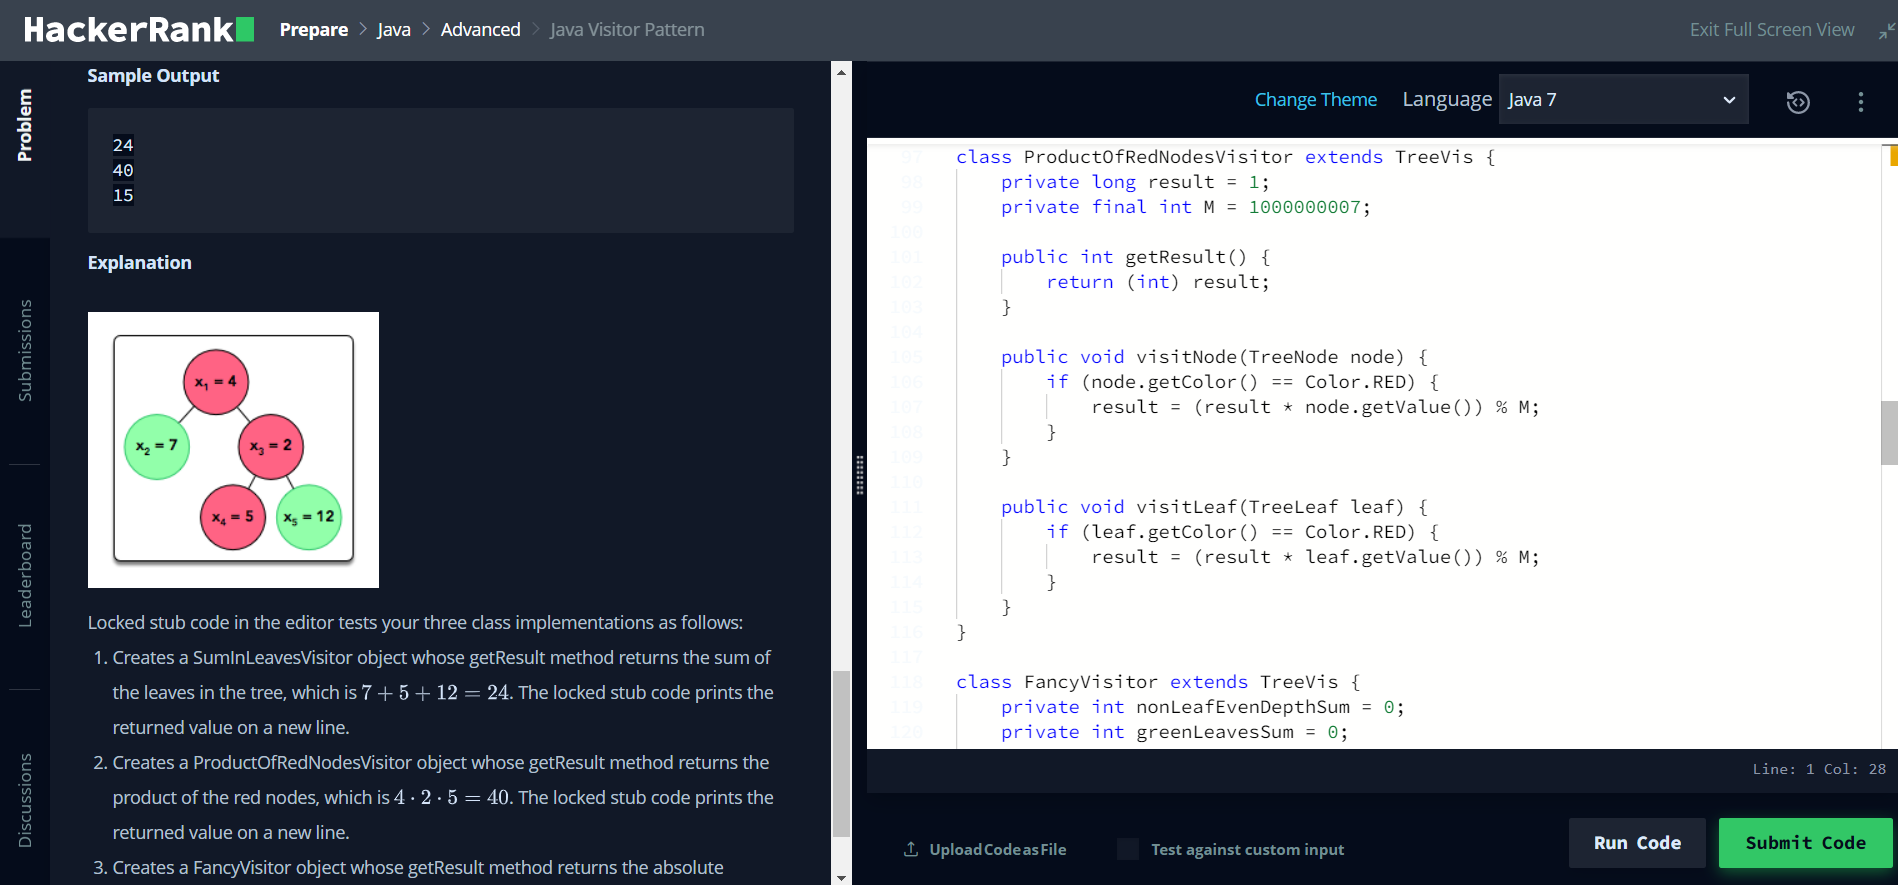 HackerRank Prepare > Java > Advanced > Java Visitor Pattern Exit Full Screen View
Problem
Submissions
Leaderboard
Discussions
Sample Output
24
40
15
Explanation
x1 = 4
x2 = 7
x3 = 2
x4 = 5
x5 = 12
Locked stub code in the editor tests your three class implementations as follows:
1. Creates a SumInLeavesVisitor object whose getResult method returns the sum of
the leaves in the tree, which is 7 + 5 + 12 = 24. The locked stub code prints the
returned value on a new line.
2. Creates a ProductOfRedNodesVisitor object whose getResult method returns the
product of the red nodes, which is 4 · 2 · 5 = 40. The locked stub code prints the
returned value on a new line.
3. Creates a FancyVisitor object whose getResult method returns the absolute
Change Theme Language Java 7
97 class ProductOfRedNodesVisitor extends TreeVis {
98 private long result = 1;
99 private final int M = 1000000007;
100
101 public int getResult() {
102 return (int) result;
103 }
104
105 public void visitNode(TreeNode node) {
106 if (node.getColor() == Color.RED) {
107 result = (result * node.getValue()) % M;
108 }
109 }
110
111 public void visitLeaf(TreeLeaf leaf) {
112 if (leaf.getColor() == Color.RED) {
113 result = (result * leaf.getValue()) % M;
114 }
115 }
116 }
117
118 class FancyVisitor extends TreeVis {
119 private int nonLeafEvenDepthSum = 0;
120 private int greenLeavesSum = 0;
Line: 1 Col: 28
Upload Code as File Test against custom input Run Code Submit Code